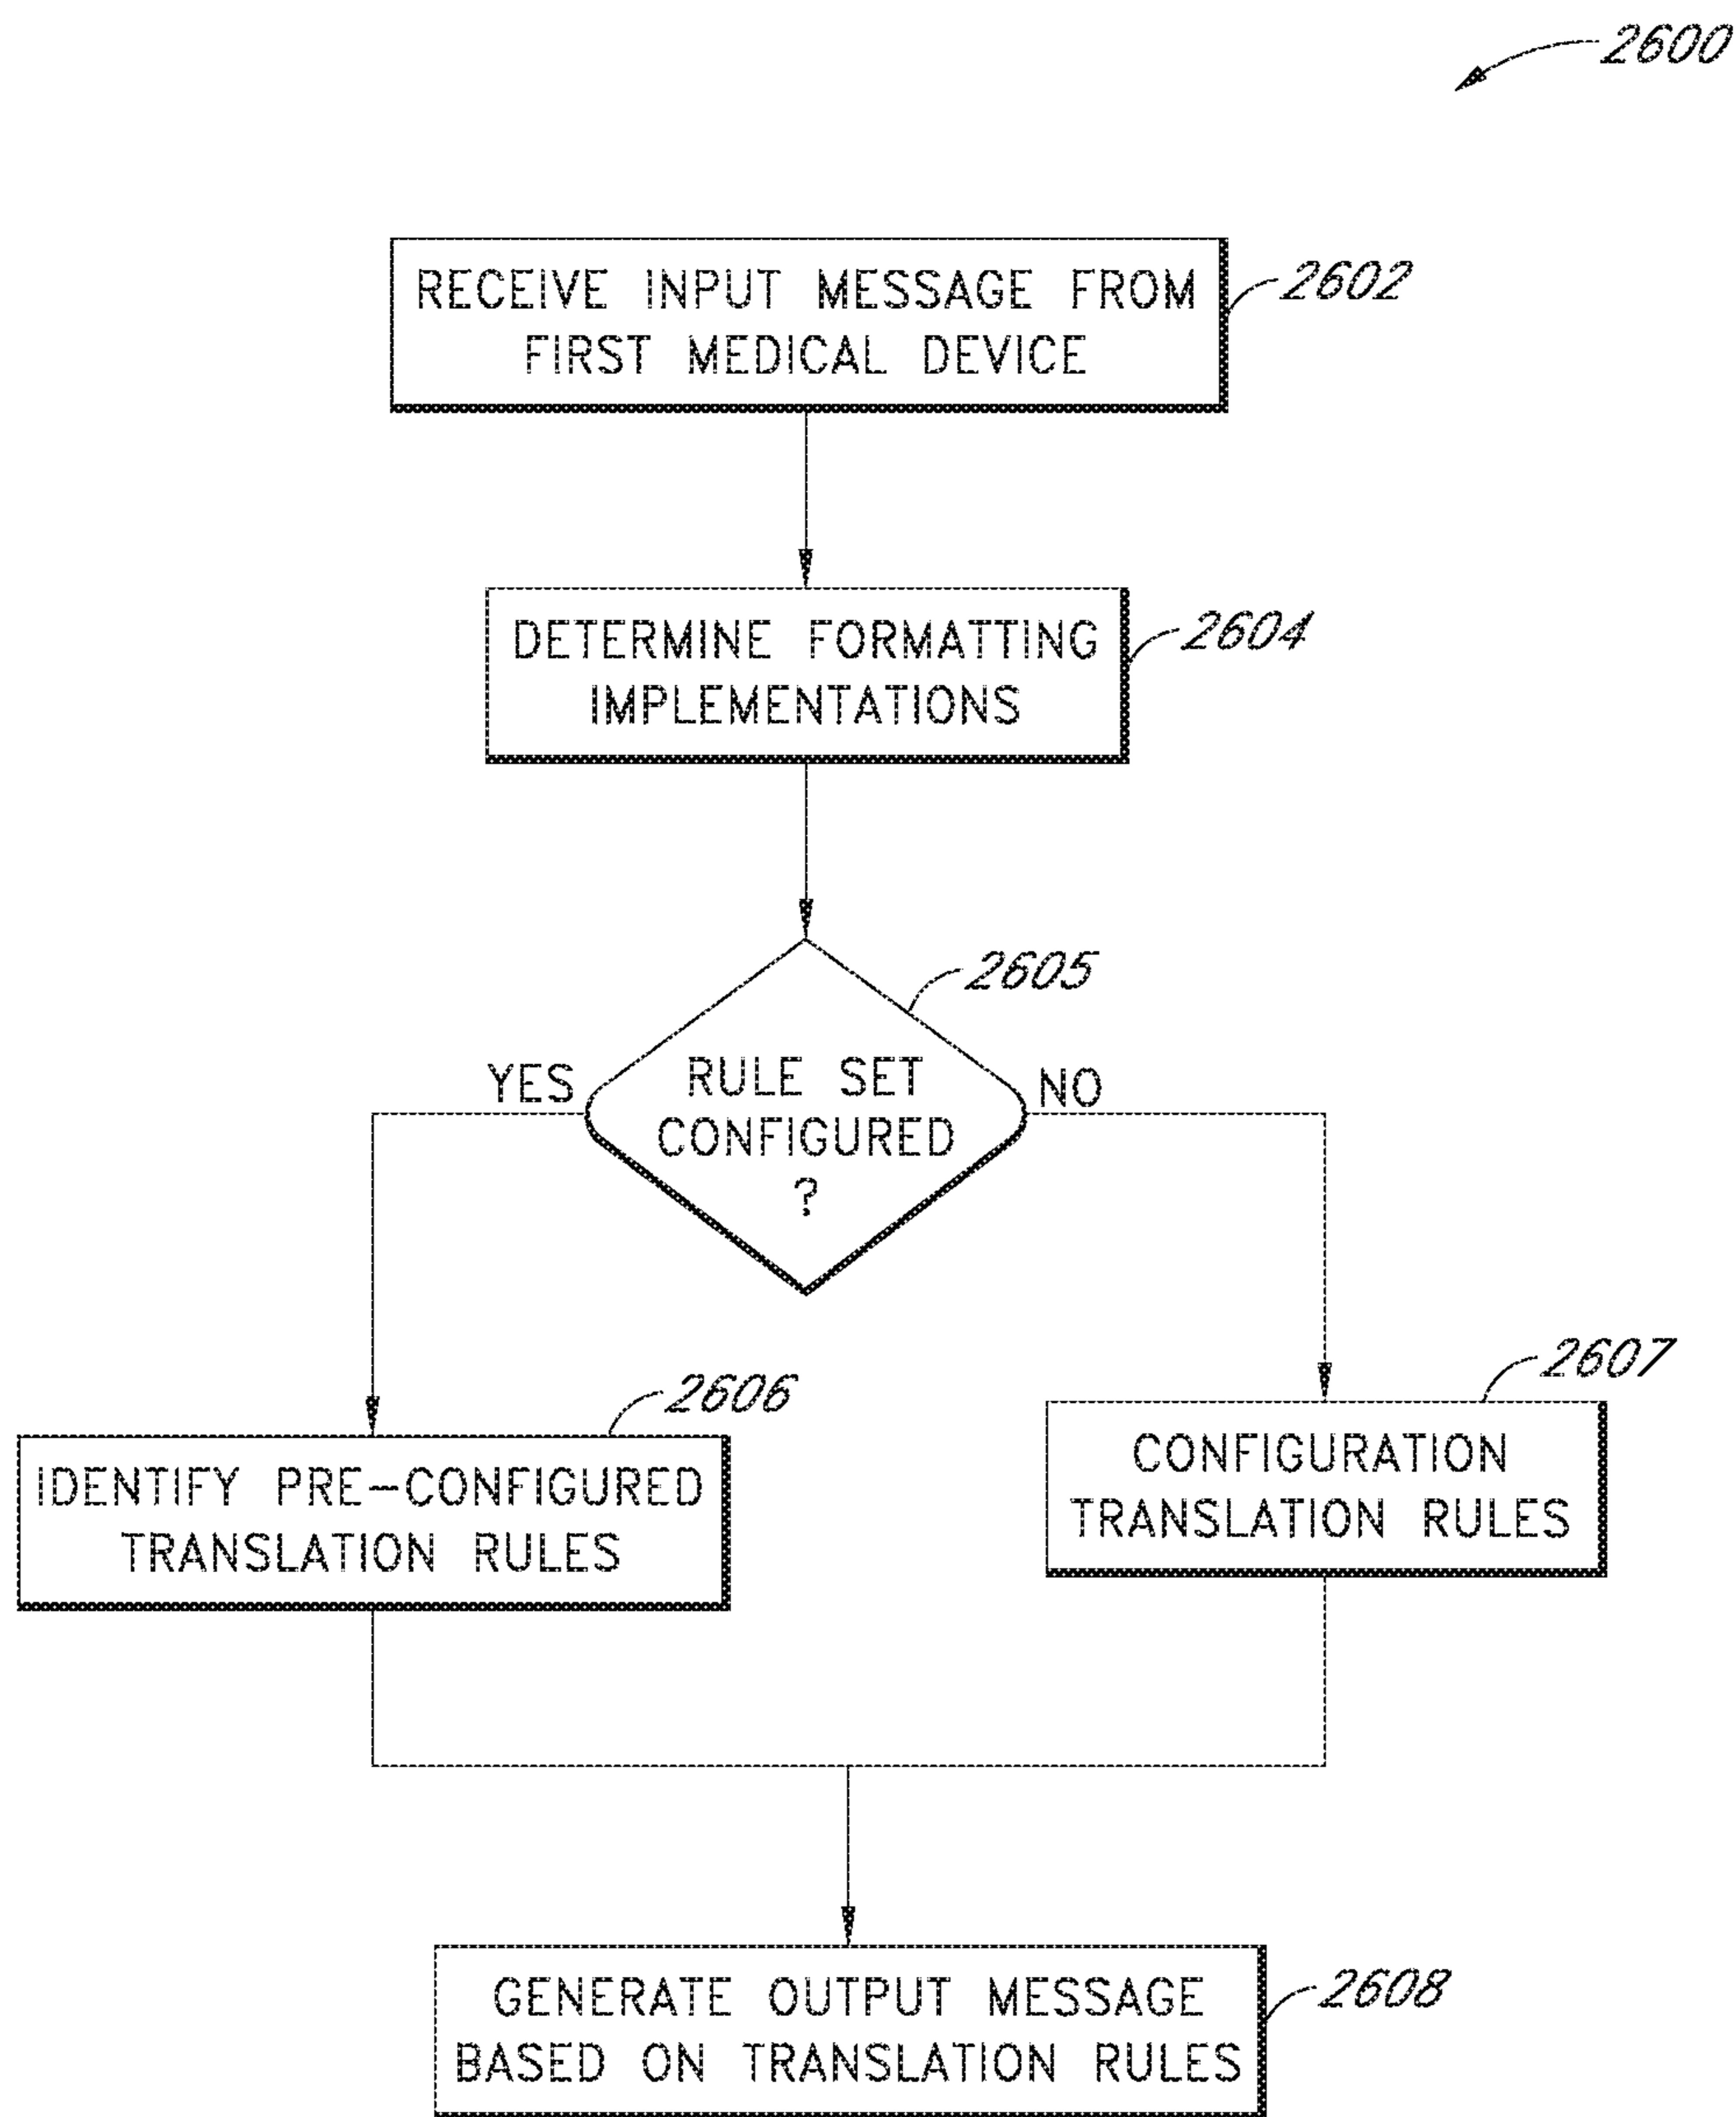 2600
RECEIVE INPUT MESSAGE FROM
FIRST MEDICAL DEVICE
2602
DETERMINE FORMATTING
IMPLEMENTATIONS
2604
2605
YES
RULE SET
CONFIGURED
?
NO
2606
IDENTIFY PRE-CONFIGURED
TRANSLATION RULES
2607
CONFIGURATION
TRANSLATION RULES
GENERATE OUTPUT MESSAGE
BASED ON TRANSLATION RULES
2608